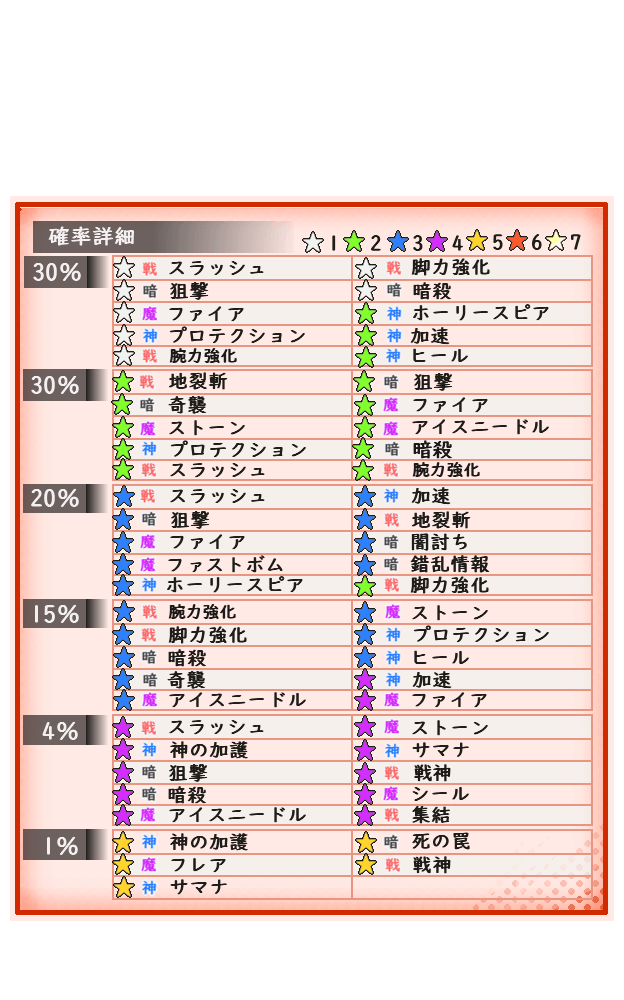 確率詳細
☆1★2★3★4★5★6★7
30%
戦 スラッシュ 戦 脚力強化
暗 狙撃 暗 暗殺
魔 ファイア 神 ホーリースピア
神 プロテクション 神 加速
戦 腕力強化 神 ヒール
30%
戦 地裂斬 暗 狙撃
暗 奇襲 魔 ファイア
魔 ストーン 魔 アイスニードル
神 プロテクション 暗 暗殺
戦 スラッシュ 戦 腕力強化
20%
戦 スラッシュ 神 加速
暗 狙撃 戦 地裂斬
魔 ファイア 暗 闇討ち
魔 ファストボム 暗 錯乱情報
神 ホーリースピア 戦 脚力強化
15%
戦 腕力強化 魔 ストーン
戦 脚力強化 神 プロテクション
暗 暗殺 神 ヒール
暗 奇襲 神 加速
魔 アイスニードル 魔 ファイア
4%
戦 スラッシュ 魔 ストーン
神 神の加護 神 サマナ
暗 狙撃 戦 戦神
暗 暗殺 魔 シール
魔 アイスニードル 戦 集結
1%
神 神の加護 暗 死の罠
魔 フレア 戦 戦神
神 サマナ